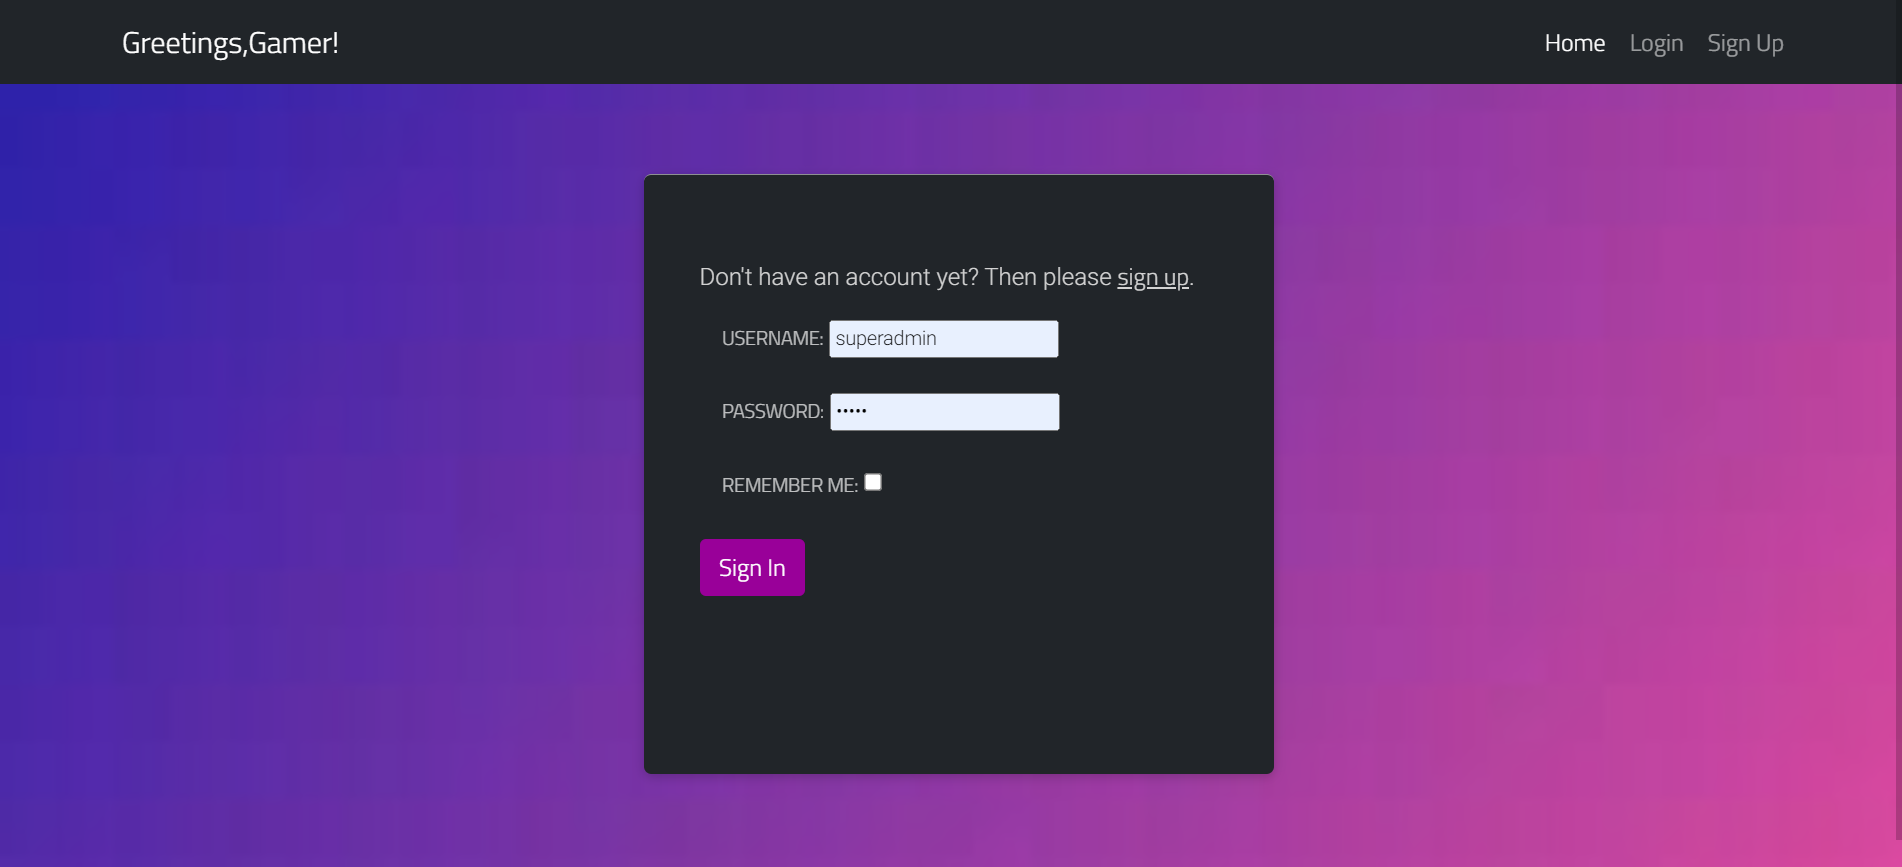 Greetings,Gamer!
Home Login Sign Up
Don't have an account yet? Then please sign up.
USERNAME: superadmin
PASSWORD: •••••
REMEMBER ME:
Sign In